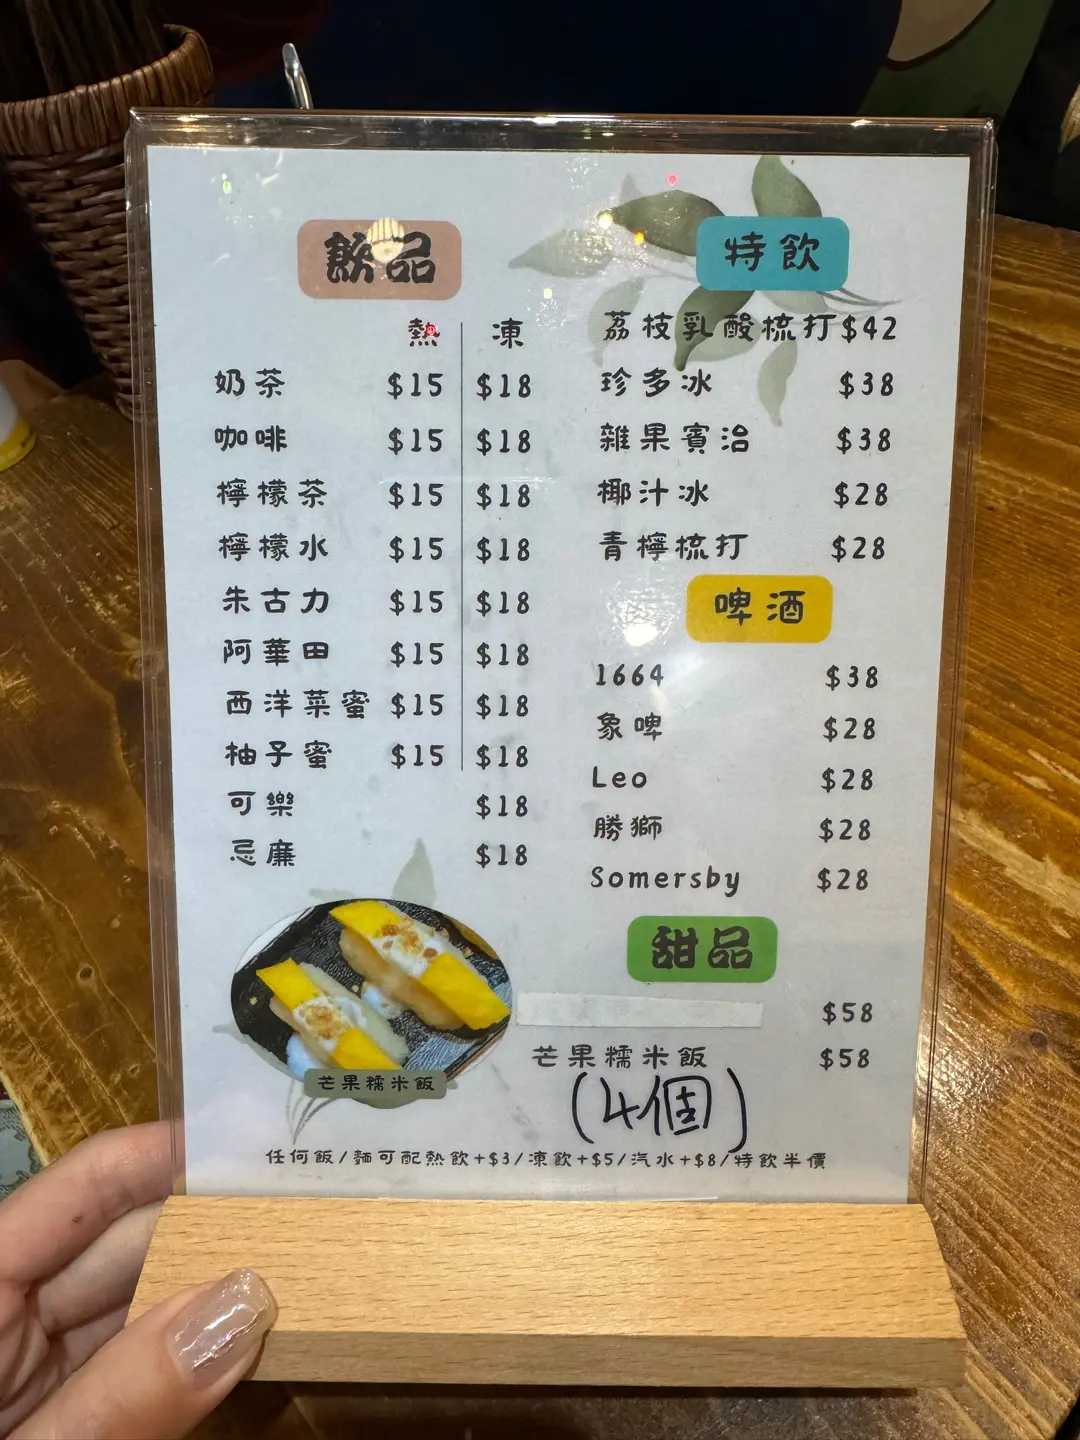 飲品
熱 凍
奶茶 $15 $18
咖啡 $15 $18
檸檬茶 $15 $18
檸檬水 $15 $18
朱古力 $15 $18
阿華田 $15 $18
西洋菜蜜 $15 $18
柚子蜜 $15 $18
可樂 $18
忌廉 $18
芒果糯米飯
特飲
荔枝乳酸梳打 $42
珍多冰 $38
雜果賓治 $38
椰汁冰 $28
青檸梳打 $28
啤酒
1664 $38
象啤 $28
Leo $28
勝獅 $28
Somersby $28
甜品
$58
芒果糯米飯 $58
(4個)
任何飯/麵可配熱飲+$3/凍飲+$5/汽水+$8/特飲半價